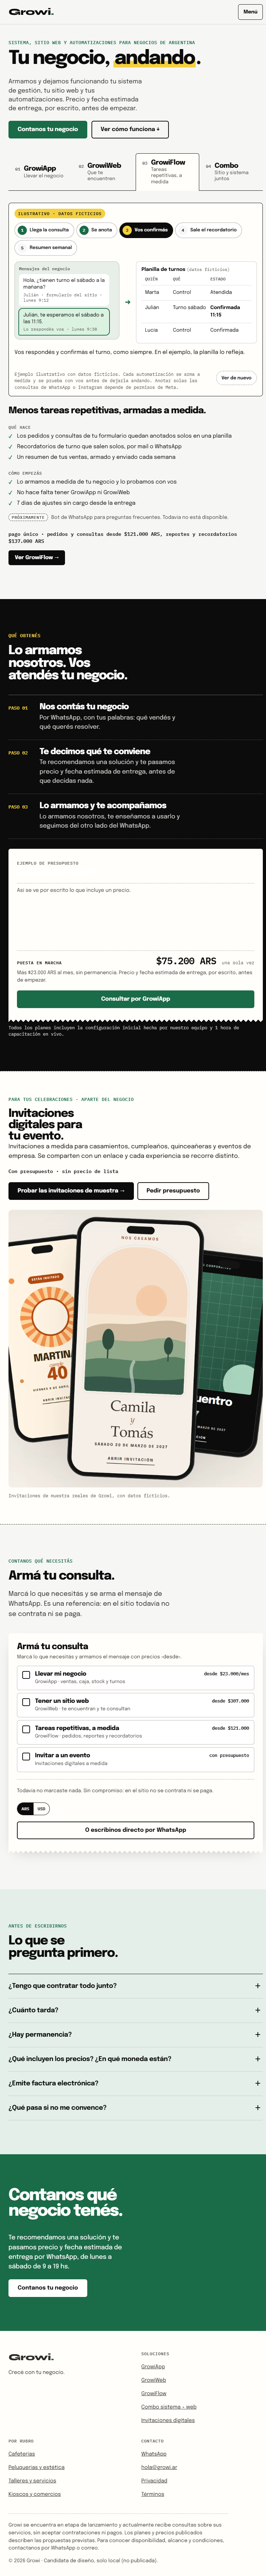 Growi.
Menú
SISTEMA, SITIO WEB Y AUTOMATIZACIONES PARA NEGOCIOS DE ARGENTINA
Tu negocio, andando.
Armamos y dejamos funcionando tu sistema
de gestión, tu sitio web y tus
automatizaciones. Precio y fecha estimada
de entrega, por escrito, antes de empezar.
Contanos tu negocio
Ver cómo funciona ↓
01 GrowiApp
Llevar el negocio
02 GrowiWeb
Que te
encuentren
03 GrowiFlow
Tareas
repetitivas, a
medida
04 Combo
Sitio y sistema
juntos
ILUSTRATIVO · DATOS FICTICIOS
1 Llega la consulta
2 Se anota
3 Vos confirmás
4 Sale el recordatorio
5 Resumen semanal
Mensajes del negocio
Hola, ¿tienen turno el sábado a la
mañana?
Julián · formulario del sitio ·
lunes 9:12
Julián, te esperamos el sábado a
las 11:15.
Lo respondés vos · lunes 9:30
→
Planilla de turnos (datos ficticios)
QUIÉN QUÉ ESTADO
Marta Control Atendida
Julián Turno sábado Confirmada
11:15
Lucía Control Confirmada
Vos respondés y confirmás el turno, como siempre. En el ejemplo, la planilla lo refleja.
Ejemplo ilustrativo con datos ficticios. Cada automatización se arma a
medida y se prueba con vos antes de dejarla andando. Anotar solas las
consultas de WhatsApp o Instagram depende de permisos de Meta.
Ver de nuevo
Menos tareas repetitivas, armadas a medida.
QUÉ HACE
✓ Los pedidos y consultas de tu formulario quedan anotados solos en una planilla
✓ Recordatorios de turno que salen solos, por mail o WhatsApp
✓ Un resumen de tus ventas, armado y enviado cada semana
CÓMO EMPEZÁS
✓ Lo armamos a medida de tu negocio y lo probamos con vos
✓ No hace falta tener GrowiApp ni GrowiWeb
✓ 7 días de ajustes sin cargo desde la entrega
PRÓXIMAMENTE Bot de WhatsApp para preguntas frecuentes. Todavía no está disponible.
pago único · pedidos y consultas desde $121.000 ARS, reportes y recordatorios
$137.000 ARS
Ver GrowiFlow →
QUÉ OBTENÉS
Lo armamos
nosotros. Vos
atendés tu negocio.
PASO 01 Nos contás tu negocio
Por WhatsApp, con tus palabras: qué vendés y
qué querés resolver.
PASO 02 Te decimos qué te conviene
Te recomendamos una solución y te pasamos
precio y fecha estimada de entrega, antes de
que decidas nada.
PASO 03 Lo armamos y te acompañamos
Lo armamos nosotros, te enseñamos a usarlo y
seguimos del otro lado del WhatsApp.
EJEMPLO DE PRESUPUESTO
Así se ve por escrito lo que incluye un precio.
PUESTA EN MARCHA $75.200 ARS una sola vez
Más $23.000 ARS al mes, sin permanencia. Precio y fecha estimada de entrega, por escrito, antes
de empezar.
Consultar por GrowiApp
Todos los planes incluyen la configuración inicial hecha por nuestro equipo y 1 hora de
capacitación en vivo.
PARA TUS CELEBRACIONES · APARTE DEL NEGOCIO
Invitaciones
digitales para
tu evento.
Invitaciones a medida para casamientos, cumpleaños, quinceañeras y eventos de
empresa. Se comparten con un enlace y cada experiencia se recorre distinto.
Con presupuesto · sin precio de lista
Probar las invitaciones de muestra →
Pedir presupuesto
NOS CASAMOS
Camila
y
Tomás
SÁBADO 20 DE MARZO DE 2027
ABRIR INVITACIÓN
Invitaciones de muestra reales de Growi, con datos ficticios.
CONTANOS QUÉ NECESITÁS
Armá tu consulta.
Marcá lo que necesitás y se arma el mensaje de
WhatsApp. Es una referencia: en el sitio todavía no
se contrata ni se paga.
Armá tu consulta
Marcá lo que necesitás y armamos el mensaje con precios «desde».
Llevar mi negocio desde $23.000/mes
GrowiApp · ventas, caja, stock y turnos
Tener un sitio web desde $307.000
GrowiWeb · te encuentran y te consultan
Tareas repetitivas, a medida desde $121.000
GrowiFlow · pedidos, reportes y recordatorios
Invitar a un evento con presupuesto
Invitaciones digitales a medida
Todavía no marcaste nada. Sin compromiso: en el sitio no se contrata ni se paga.
ARS USD
O escribinos directo por WhatsApp
ANTES DE ESCRIBIRNOS
Lo que se
pregunta primero.
¿Tengo que contratar todo junto? +
¿Cuánto tarda? +
¿Hay permanencia? +
¿Qué incluyen los precios? ¿En qué moneda están? +
¿Emite factura electrónica? +
¿Qué pasa si no me convence? +
Contanos qué
negocio tenés.
Te recomendamos una solución y te
pasamos precio y fecha estimada de
entrega por WhatsApp, de lunes a
sábado de 9 a 19 hs.
Contanos tu negocio
Growi.
Crecé con tu negocio.
SOLUCIONES
GrowiApp
GrowiWeb
GrowiFlow
Combo sistema + web
Invitaciones digitales
POR RUBRO
Cafeterías
Peluquerías y estética
Talleres y servicios
Kioscos y comercios
CONTACTO
WhatsApp
hola@growi.ar
Privacidad
Términos
Growi se encuentra en etapa de lanzamiento y actualmente recibe consultas sobre sus
servicios, sin aceptar contrataciones ni pagos. Los planes y precios publicados
describen las propuestas previstas. Para conocer disponibilidad, alcance y condiciones,
contactanos por WhatsApp o correo.
© 2026 Growi · Candidata de diseño, solo local (no publicada).